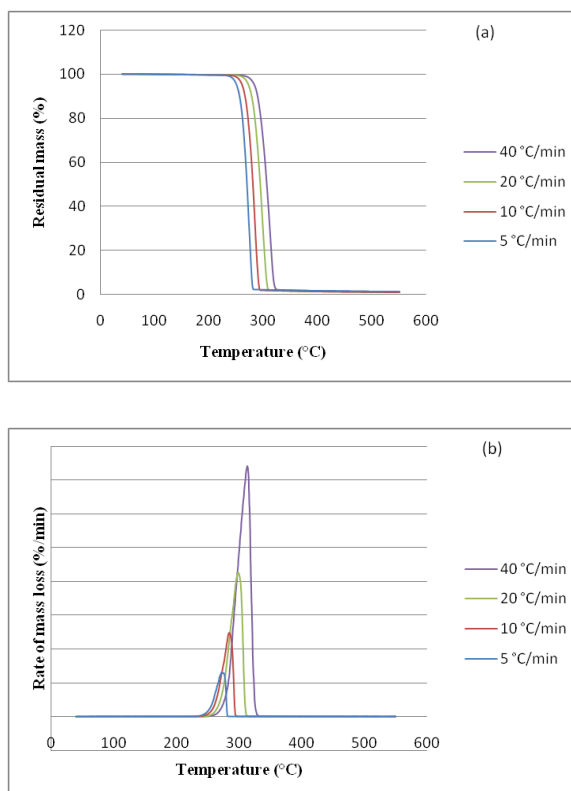 (a)
120
100
80
60
40
20
0
Residual mass (%)
0 100 200 300 400 500 600
Temperature (°C)
40 °C/min
20 °C/min
10 °C/min
5 °C/min
(b)
Rate of mass loss (%/min)
0 100 200 300 400 500 600
Temperature (°C)
40 °C/min
20 °C/min
10 °C/min
5 °C/min